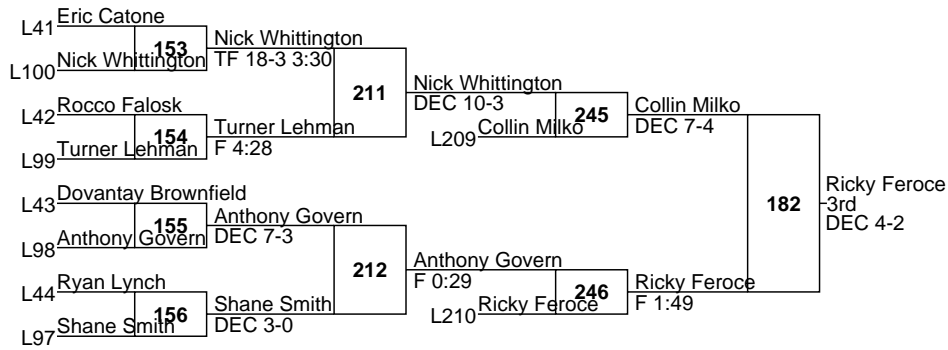 L41 Eric Catone
153
L100 Nick Whittington
Nick Whittington
TF 18-3 3:30
L42 Rocco Falosk
154
L99 Turner Lehman
Turner Lehman
F 4:28
211
Nick Whittington
DEC 10-3
L43 Dovantay Brownfield
155
L98 Anthony Govern
Anthony Govern
DEC 7-3
L44 Ryan Lynch
156
L97 Shane Smith
Shane Smith
DEC 3-0
212
Anthony Govern
F 0:29
245
L209 Collin Milko
Collin Milko
DEC 7-4
246
L210 Ricky Feroce
Ricky Feroce
F 1:49
182
Ricky Feroce
3rd
DEC 4-2